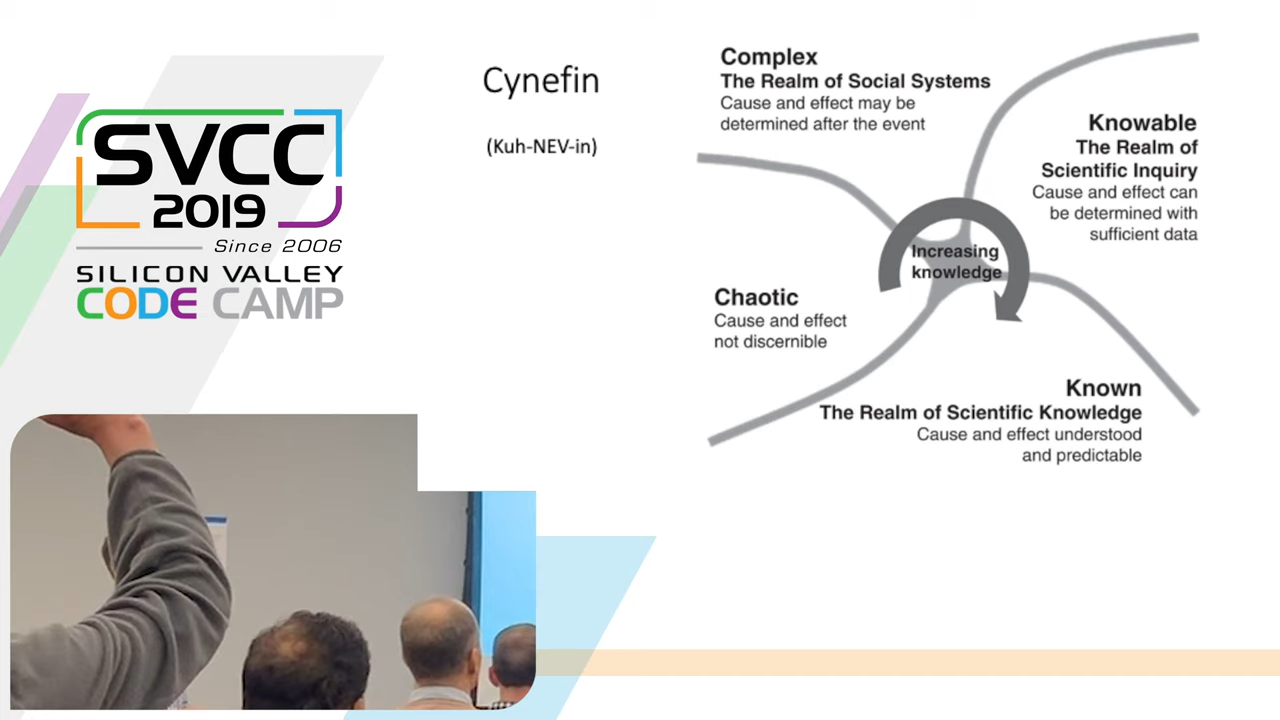 SVCC
2019
Since 2006
SILICON VALLEY
CODE CAMP
Cynefin
(Kuh-NEV-in)
Complex
The Realm of Social Systems
Cause and effect may be
determined after the event
Knowable
The Realm of
Scientific Inquiry
Cause and effect can
be determined with
sufficient data
Increasing
knowledge
Chaotic
Cause and effect
not discernible
Known
The Realm of Scientific Knowledge
Cause and effect understood
and predictable